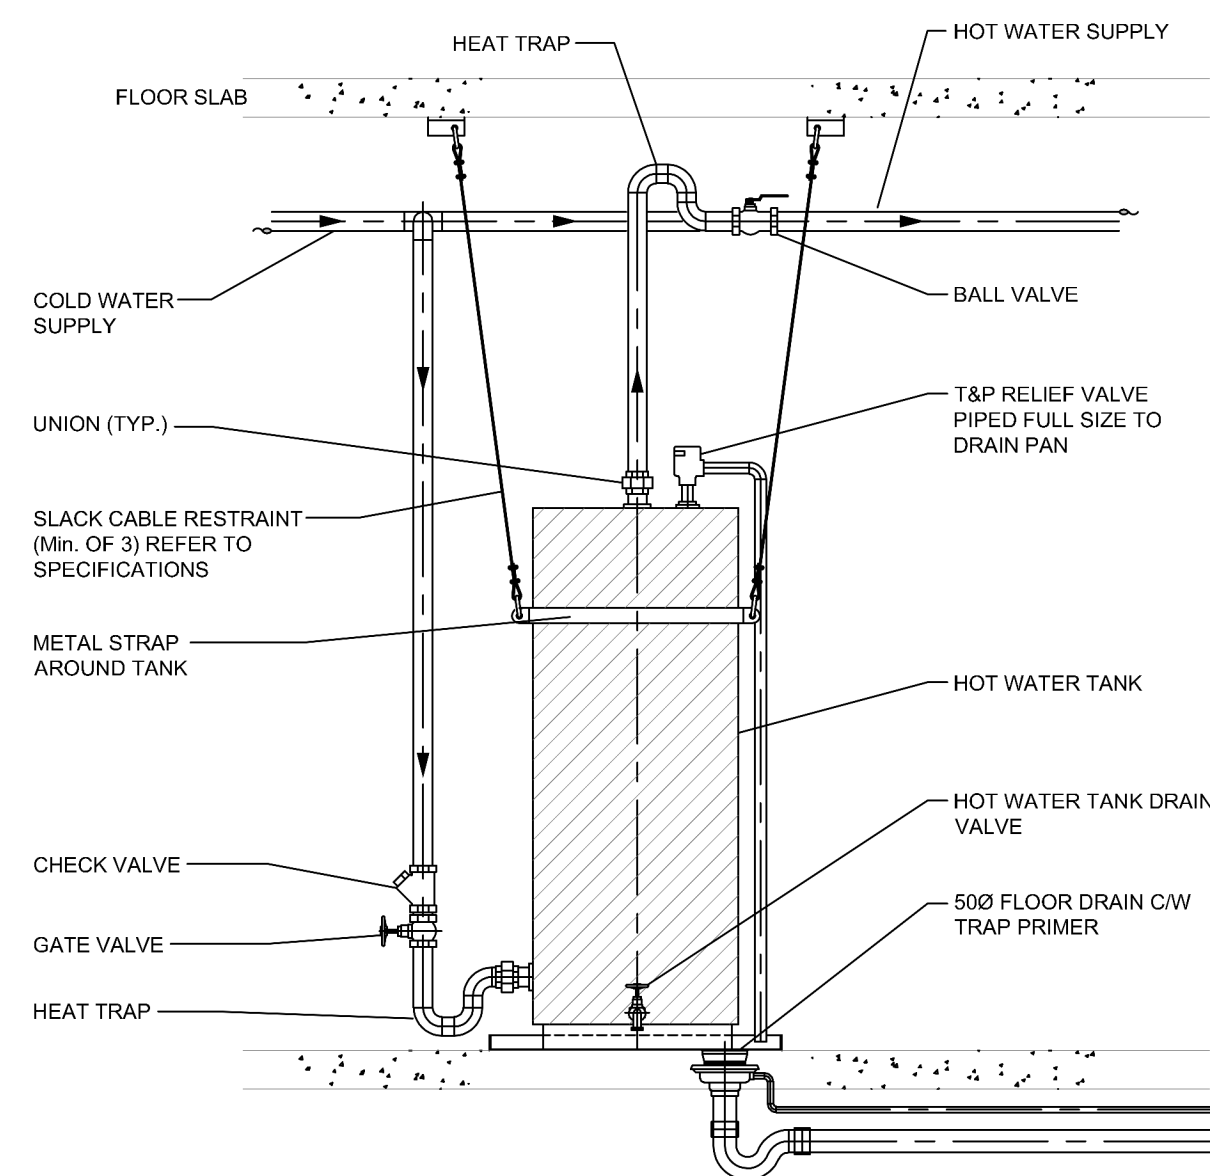 HEAT TRAP
HOT WATER SUPPLY
FLOOR SLAB
COLD WATER
SUPPLY
BALL VALVE
T&P RELIEF VALVE
PIPED FULL SIZE TO
DRAIN PAN
UNION (TYP.)
SLACK CABLE RESTRAINT
(Min. OF 3) REFER TO
SPECIFICATIONS
METAL STRAP
AROUND TANK
HOT WATER TANK
HOT WATER TANK DRAIN
VALVE
CHECK VALVE
50Ø FLOOR DRAIN C/W
TRAP PRIMER
GATE VALVE
HEAT TRAP